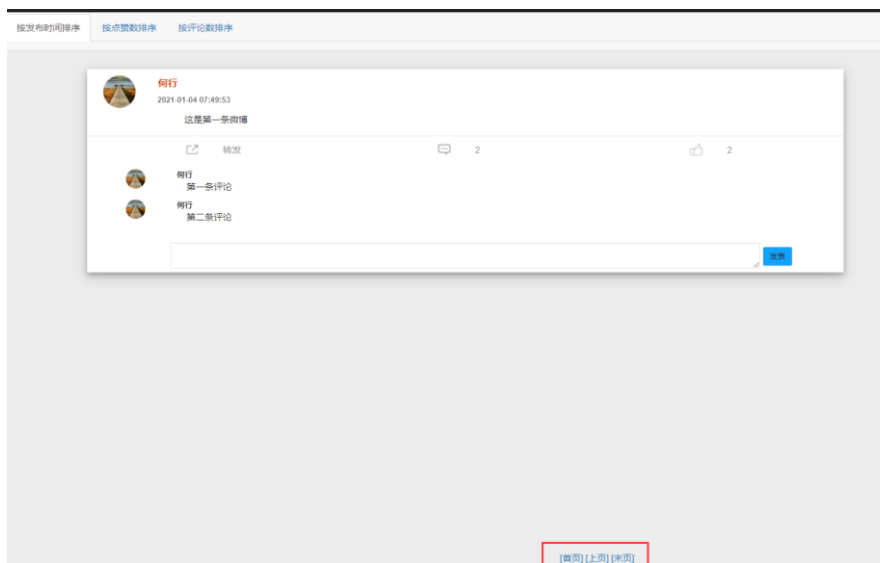 按发布时间排序 按点赞数排序 按评论数排序
何行
2021-01-04 07:49:53
这是第一条微博
转发 2 2
何行
第一条评论
何行
第二条评论
发表
[首页] [上页] [末页]